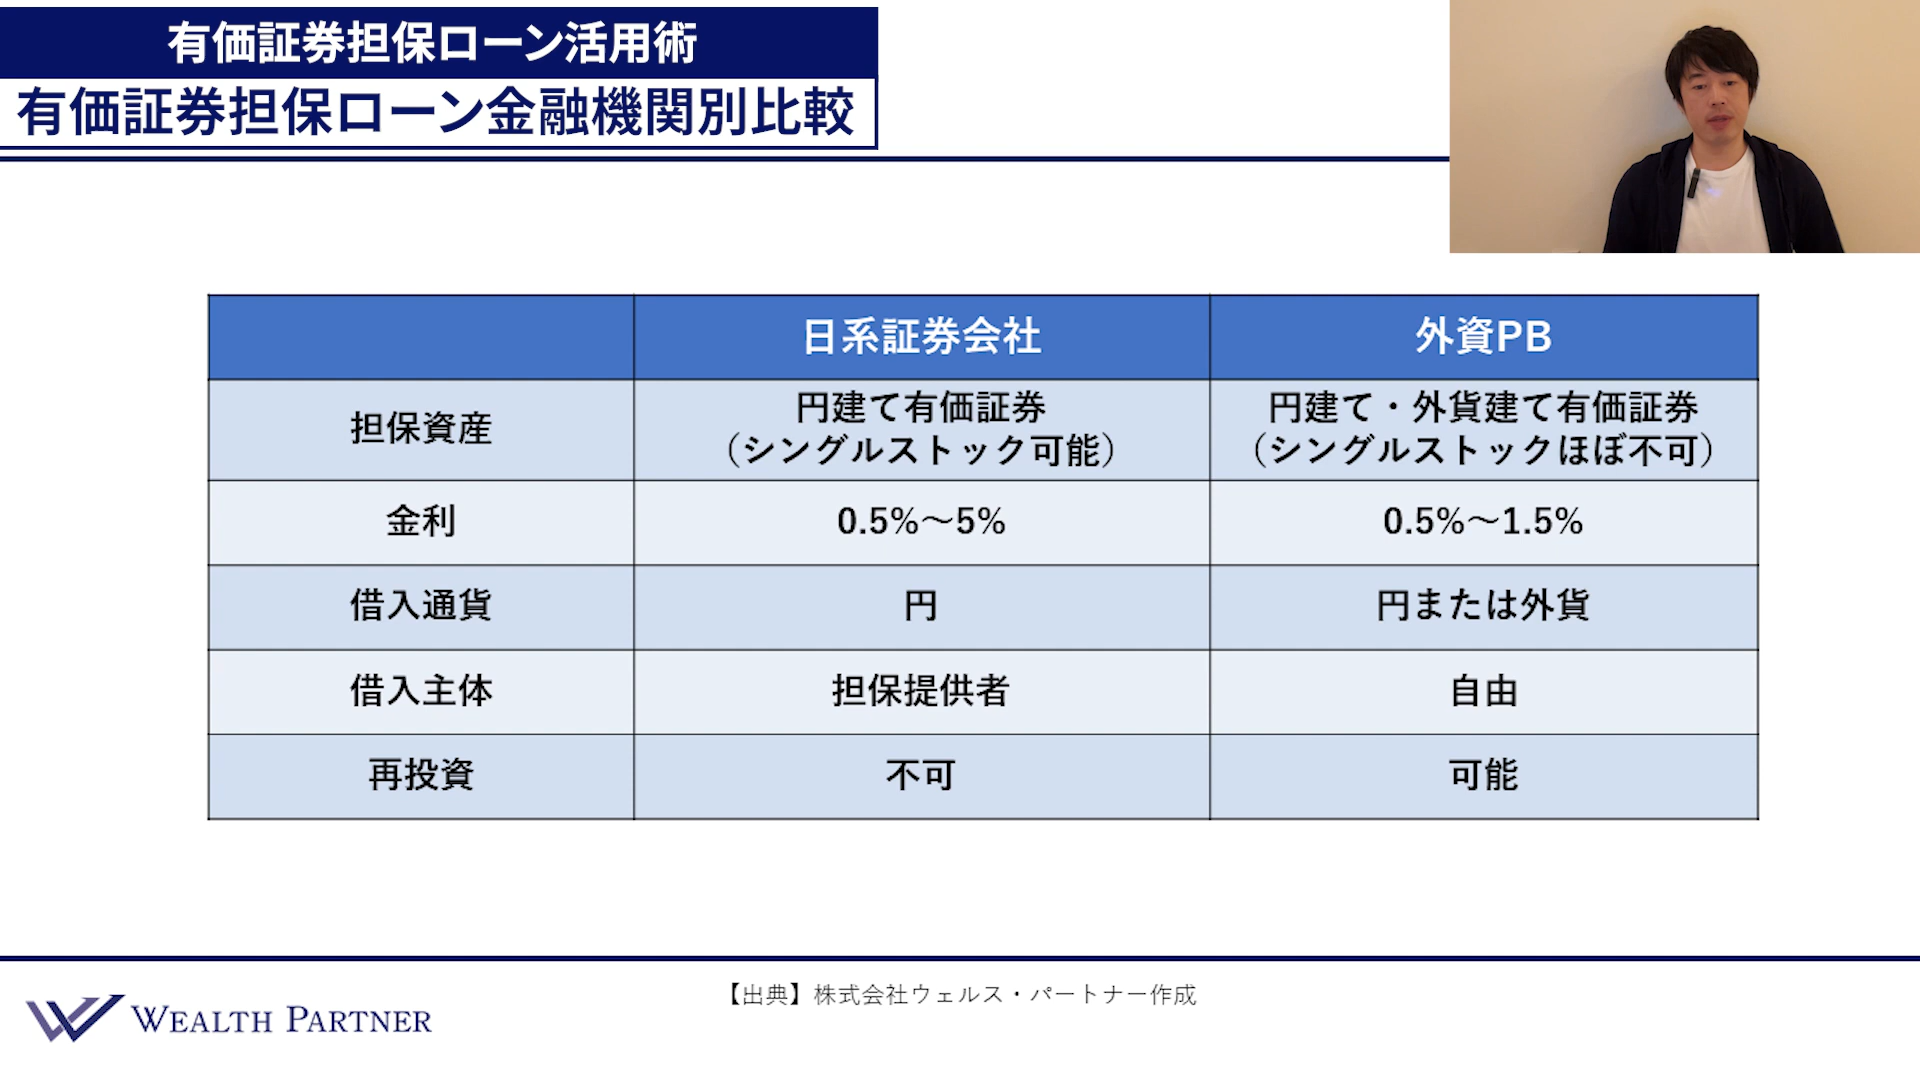 有価証券担保ローン活用術
有価証券担保ローン金融機関別比較
日系証券会社
外資PB
担保資産
円建て有価証券
（シングルストック可能）
円建て・外貨建て有価証券
（シングルストックほぼ不可）
金利
0.5%～5%
0.5%～1.5%
借入通貨
円
円または外貨
借入主体
担保提供者
自由
再投資
不可
可能
【出典】株式会社ウェルス・パートナー作成
WEALTH PARTNER